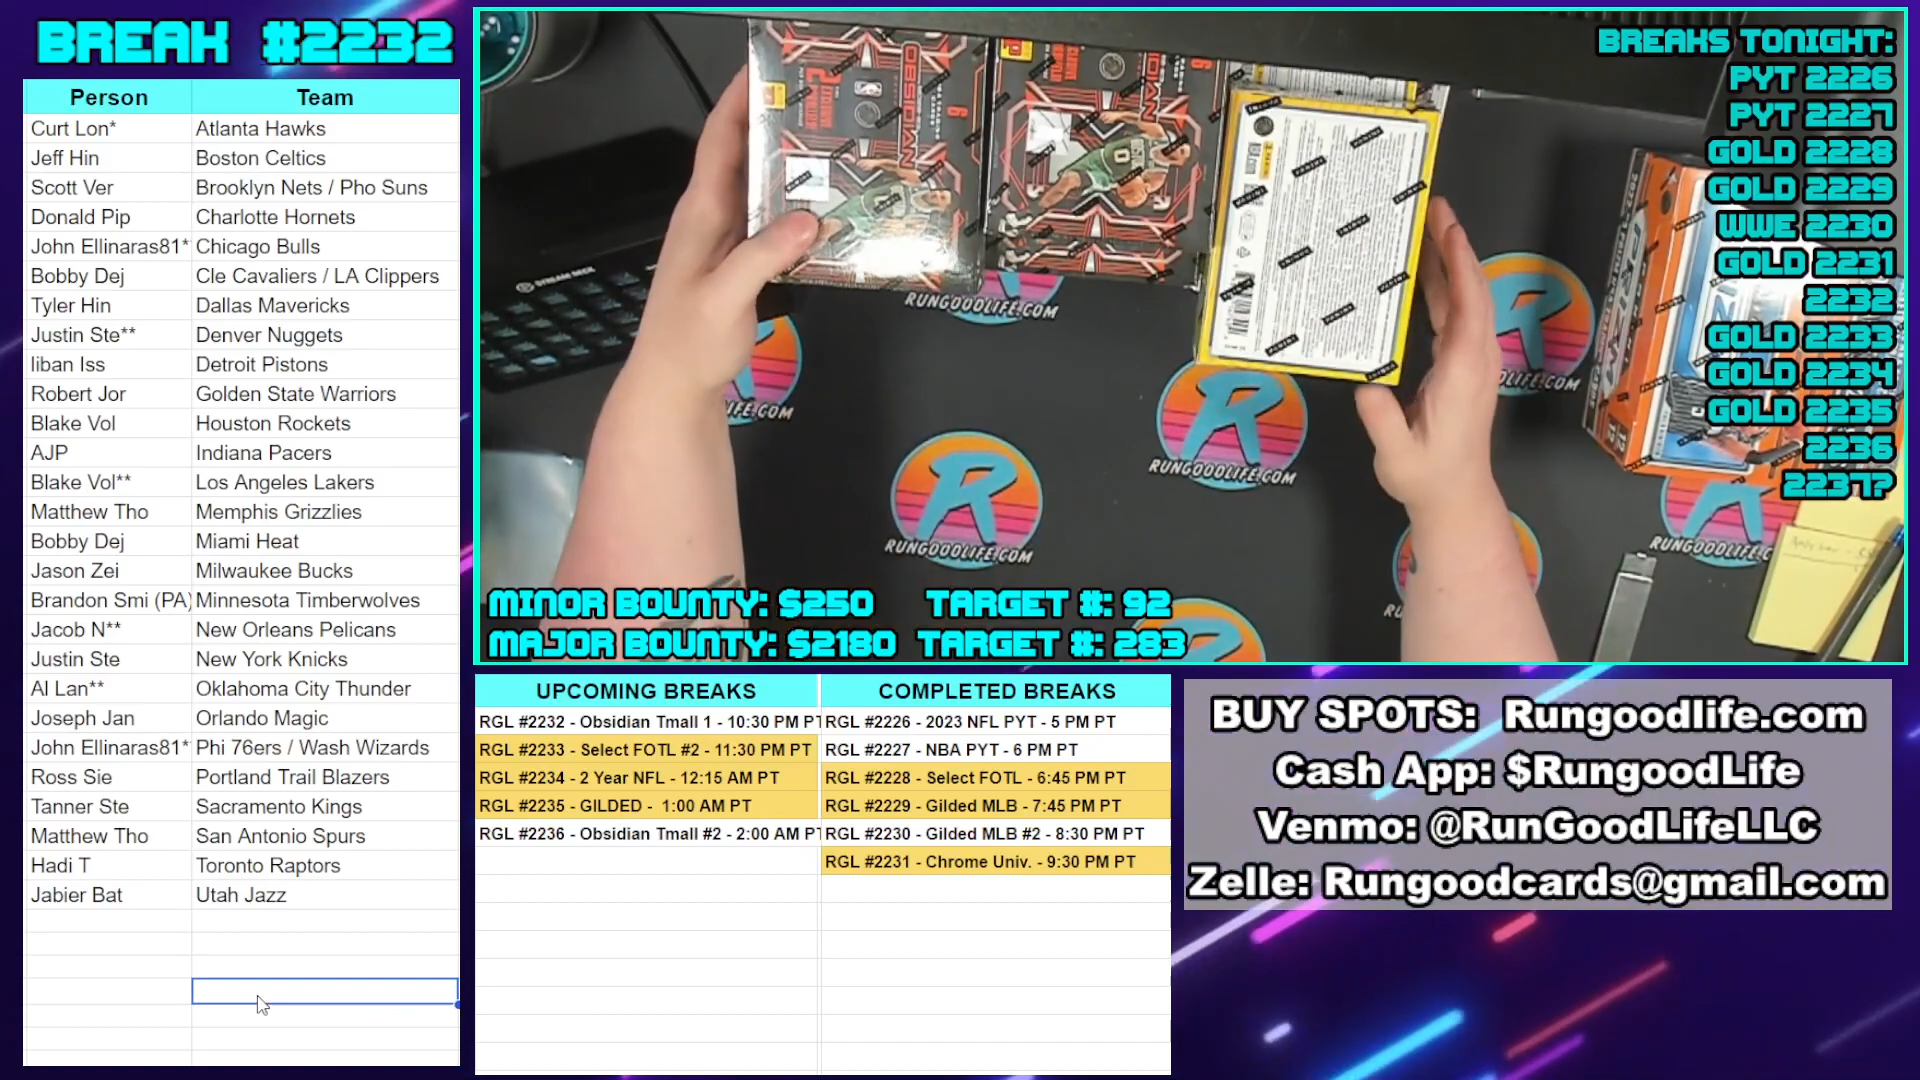 BREAK #2232
Person Team
Curt Lon* Atlanta Hawks
Jeff Hin Boston Celtics
Scott Ver Brooklyn Nets / Pho Suns
Donald Pip Charlotte Hornets
John Ellinaras81* Chicago Bulls
Bobby Dej Cle Cavaliers / LA Clippers
Tyler Hin Dallas Mavericks
Justin Ste** Denver Nuggets
liban Iss Detroit Pistons
Robert Jor Golden State Warriors
Blake Vol Houston Rockets
AJP Indiana Pacers
Blake Vol** Los Angeles Lakers
Matthew Tho Memphis Grizzlies
Bobby Dej Miami Heat
Jason Zei Milwaukee Bucks
Brandon Smi (PA) Minnesota Timberwolves
Jacob N** New Orleans Pelicans
Justin Ste New York Knicks
Al Lan** Oklahoma City Thunder
Joseph Jan Orlando Magic
John Ellinaras81* Phi 76ers / Wash Wizards
Ross Sie Portland Trail Blazers
Tanner Ste Sacramento Kings
Matthew Tho San Antonio Spurs
Hadi T Toronto Raptors
Jabier Bat Utah Jazz
BREAKS TONIGHT:
PYT 2226
PYT 2227
GOLD 2228
GOLD 2229
WWE 2230
GOLD 2231
2232
GOLD 2233
GOLD 2234
GOLD 2235
2236
2237?
OBSIDIAN
STREAM DECK
RUNGOODLIFE.COM
RUNGOODLIFE.COM
RUNGOODLIFE.COM
MINOR BOUNTY: $250 TARGET #: 92
MAJOR BOUNTY: $2180 TARGET #: 283
UPCOMING BREAKS
RGL #2232 - Obsidian Tmall 1 - 10:30 PM PT
RGL #2233 - Select FOTL #2 - 11:30 PM PT
RGL #2234 - 2 Year NFL - 12:15 AM PT
RGL #2235 - GILDED - 1:00 AM PT
RGL #2236 - Obsidian Tmall #2 - 2:00 AM PT
COMPLETED BREAKS
RGL #2226 - 2023 NFL PYT - 5 PM PT
RGL #2227 - NBA PYT - 6 PM PT
RGL #2228 - Select FOTL - 6:45 PM PT
RGL #2229 - Gilded MLB - 7:45 PM PT
RGL #2230 - Gilded MLB #2 - 8:30 PM PT
RGL #2231 - Chrome Univ. - 9:30 PM PT
BUY SPOTS: Rungoodlife.com
Cash App: $RungoodLife
Venmo: @RunGoodLifeLLC
Zelle: Rungoodcards@gmail.com